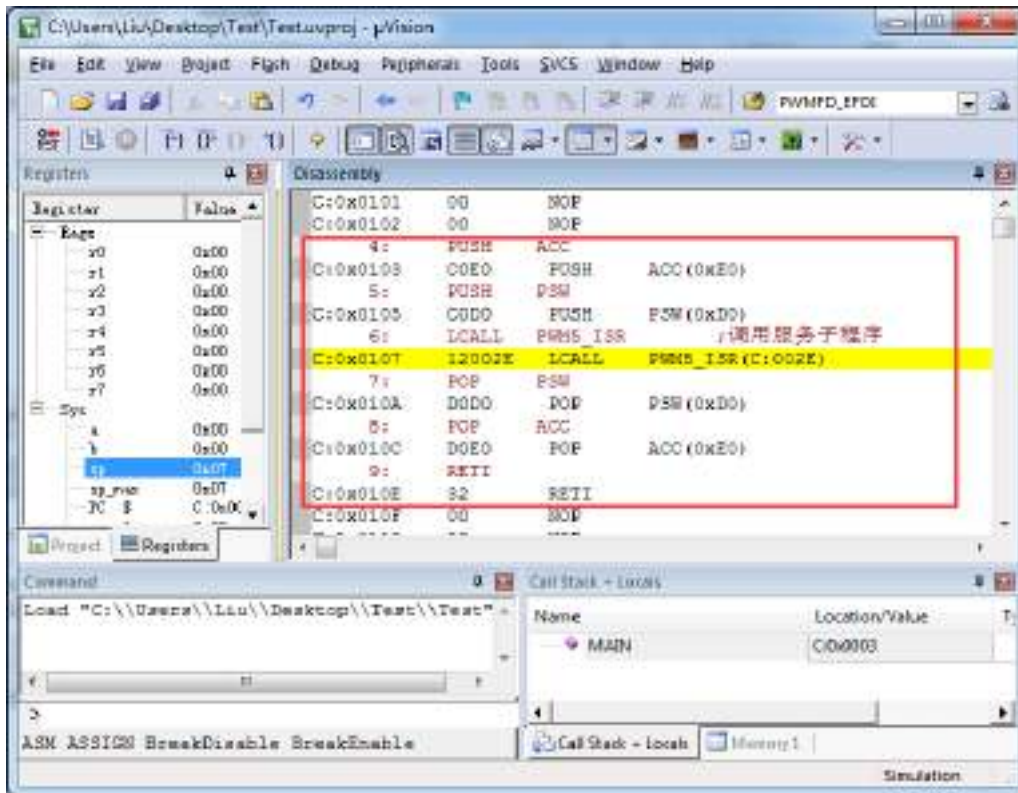 C:\Users\Liu\Desktop\Test\Test.uvproj - µVision
File Edit View Project Flash Debug Peripherals Tools SVCS Window Help
PWMFD_EFDI
Registers
Register Value
Regs
r0 0x00
r1 0x00
r2 0x00
r3 0x00
r4 0x00
r5 0x00
r6 0x00
r7 0x00
Sys
a 0x00
b 0x00
sp 0x07
sp_max 0x07
PC $
Project Registers
Disassembly
C:0x0101 00 NOP
C:0x0102 00 NOP
4: PUSH ACC
C:0x0103 C0E0 PUSH ACC(0xE0)
5: PUSH PSW
C:0x0105 C0D0 PUSH PSW(0xD0)
6: LCALL PWM5_ISR ;调用服务子程序
C:0x0107 12002E LCALL PWM5_ISR(C:002E)
7: POP PSW
C:0x010A D0D0 POP PSW(0xD0)
8: POP ACC
C:0x010C D0E0 POP ACC(0xE0)
9: RETI
C:0x010E 32 RETI
C:0x010F 00 NOP
Command
Load "C:\\Users\\Liu\\Desktop\\Test\\Test"
>
ASM ASSIGN BreakDisable BreakEnable
Call Stack + Locals
Name Location/Value
MAIN C:0x0003
Call Stack + Locals Memory 1
Simulation